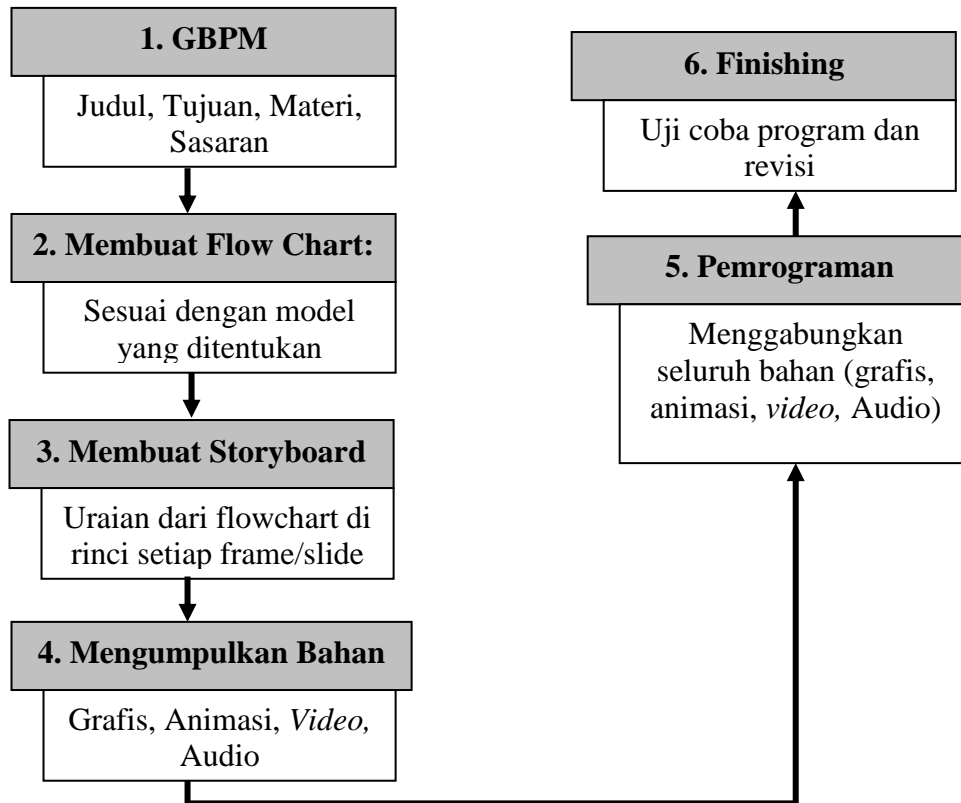 1. GBPM
Judul, Tujuan, Materi,
Sasaran
2. Membuat Flow Chart:
Sesuai dengan model
yang ditentukan
3. Membuat Storyboard
Uraian dari flowchart di
rinci setiap frame/slide
4. Mengumpulkan Bahan
Grafis, Animasi, Video,
Audio
5. Pemrograman
Menggabungkan
seluruh bahan (grafis,
animasi, video, Audio)
6. Finishing
Uji coba program dan
revisi